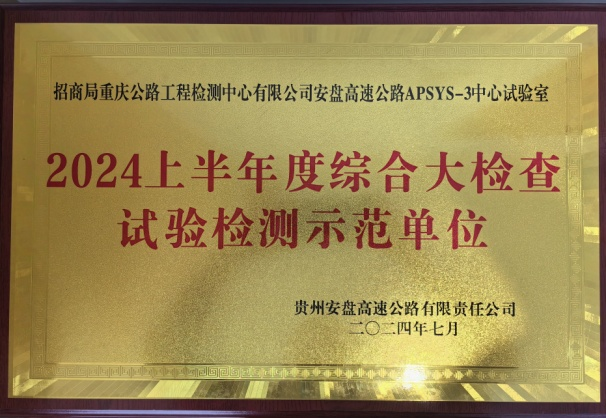 招商局重庆公路工程检测中心有限公司安盘高速公路APSYS-3中心试验室
2024上半年度综合大检查
试验检测示范单位
贵州安盘高速公路有限责任公司
二〇二四年七月